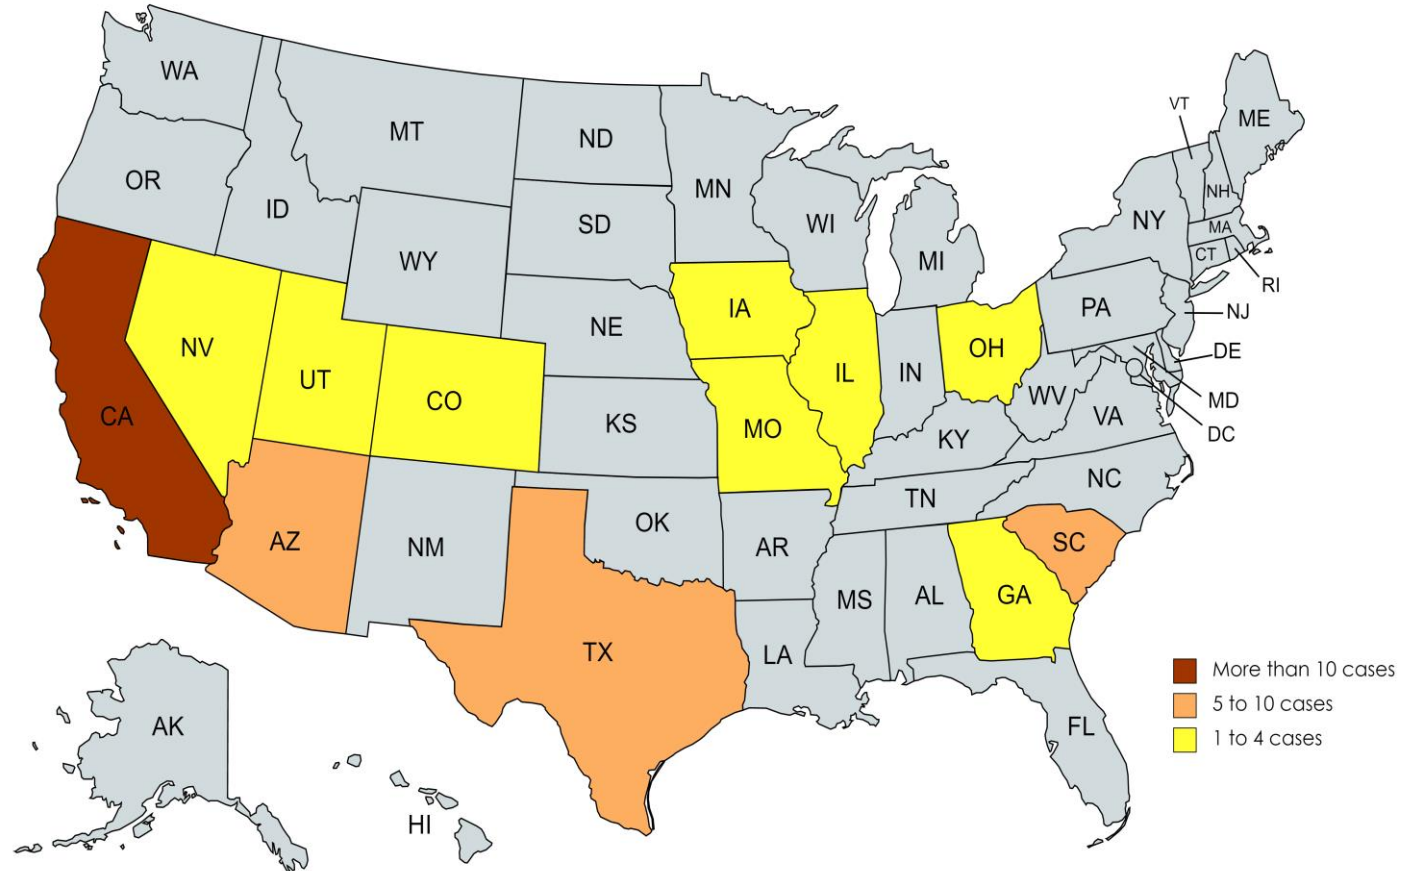 WA
MT
ND
MN
VT
ME
OR
ID
SD
WI
NH
NY
MA
WY
MI
CT
RI
NE
IA
PA
NJ
NV
OH
DE
UT
CO
IL
IN
WV
MD
CA
KS
MO
KY
VA
DC
TN
NC
AZ
NM
OK
AR
SC
MS
AL
GA
TX
LA
More than 10 cases
5 to 10 cases
AK
FL
1 to 4 cases
HI